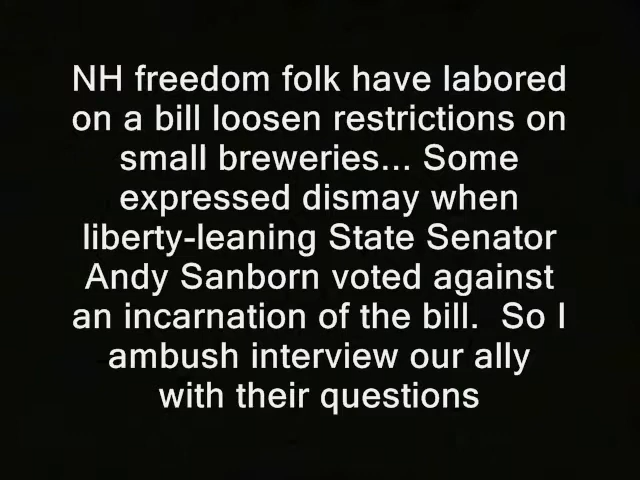 NH freedom folk have labored
on a bill loosen restrictions on
small breweries... Some
expressed dismay when
liberty-leaning State Senator
Andy Sanborn voted against
an incarnation of the bill.  So I
ambush interview our ally
with their questions